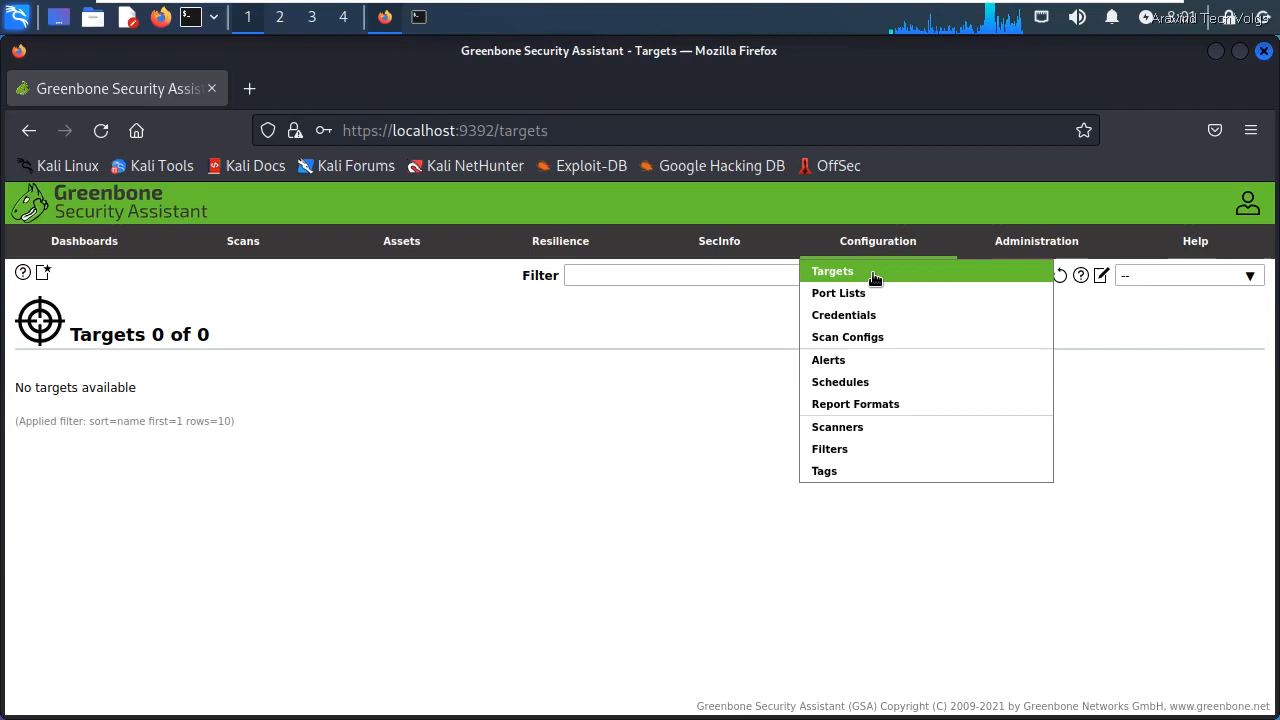 1 2 3 4
Greenbone Security Assistant - Targets — Mozilla Firefox
Greenbone Security Assis
https://localhost:9392/targets
Kali Linux Kali Tools Kali Docs Kali Forums Kali NetHunter Exploit-DB Google Hacking DB OffSec
Greenbone
Security Assistant
Dashboards Scans Assets Resilience SecInfo Configuration Administration Help
Filter
--
Targets
Port Lists
Credentials
Scan Configs
Alerts
Schedules
Report Formats
Scanners
Filters
Tags
Targets 0 of 0
No targets available
(Applied filter: sort=name first=1 rows=10)
Greenbone Security Assistant (GSA) Copyright (C) 2009-2021 by Greenbone Networks GmbH, www.greenbone.net